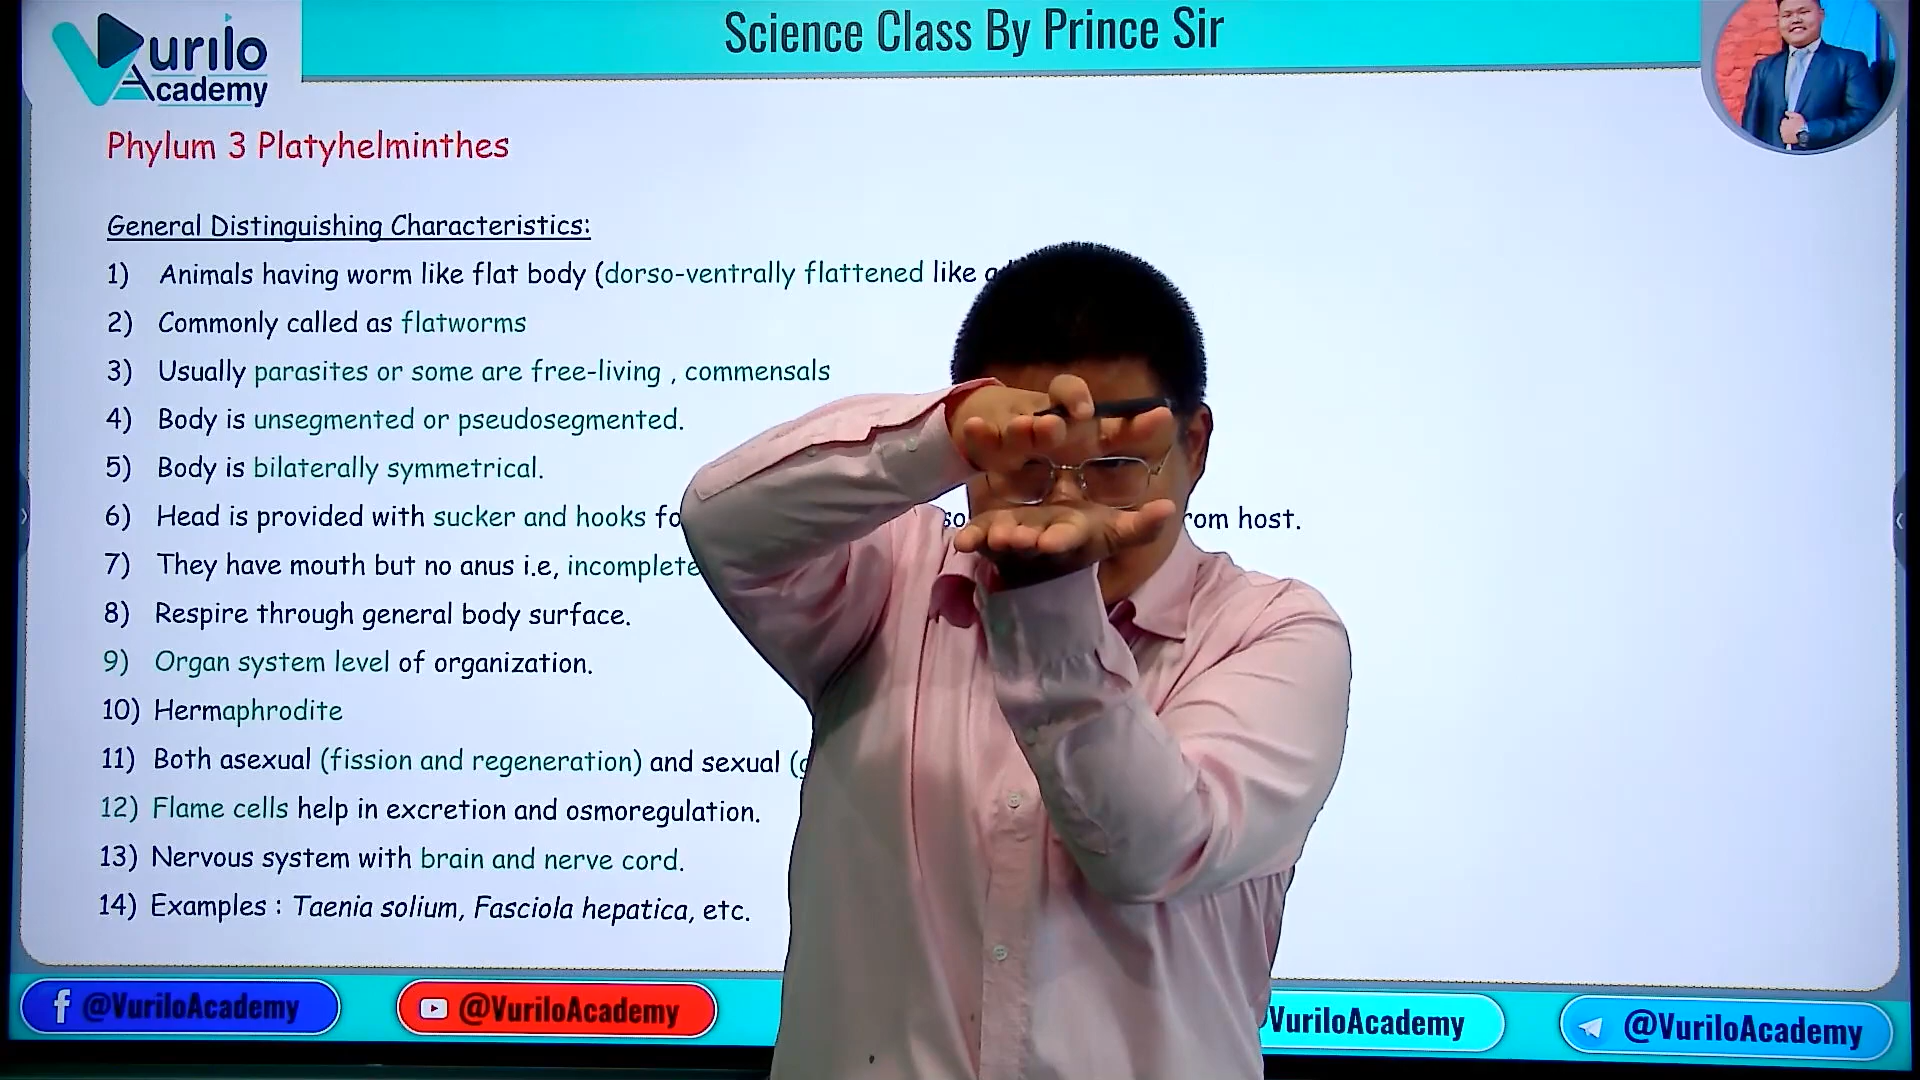 Vurilo
Academy
Science Class By Prince Sir
Phylum 3 Platyhelminthes
General Distinguishing Characteristics:
1) Animals having worm like flat body (dorso-ventrally flattened like
2) Commonly called as flatworms
3) Usually parasites or some are free-living , commensals
4) Body is unsegmented or pseudosegmented.
5) Body is bilaterally symmetrical.
6) Head is provided with sucker and hooks from host.
7) They have mouth but no anus i.e, incomplete
8) Respire through general body surface.
9) Organ system level of organization.
10) Hermaphrodite
11) Both asexual (fission and regeneration) and sexual
12) Flame cells help in excretion and osmoregulation.
13) Nervous system with brain and nerve cord.
14) Examples : Taenia solium, Fasciola hepatica, etc.
@VuriloAcademy
@VuriloAcademy
VuriloAcademy
@VuriloAcademy